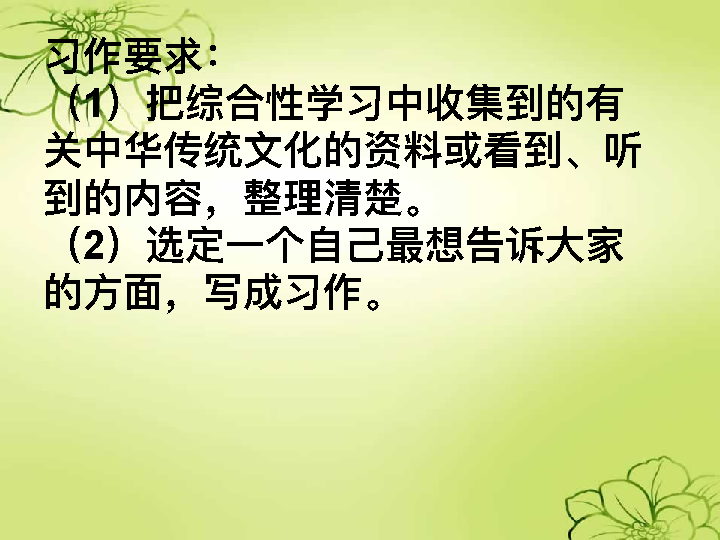 习作要求：
（1）把综合性学习中收集到的有
关中华传统文化的资料或看到、听
到的内容，整理清楚。
（2）选定一个自己最想告诉大家
的方面，写成习作。